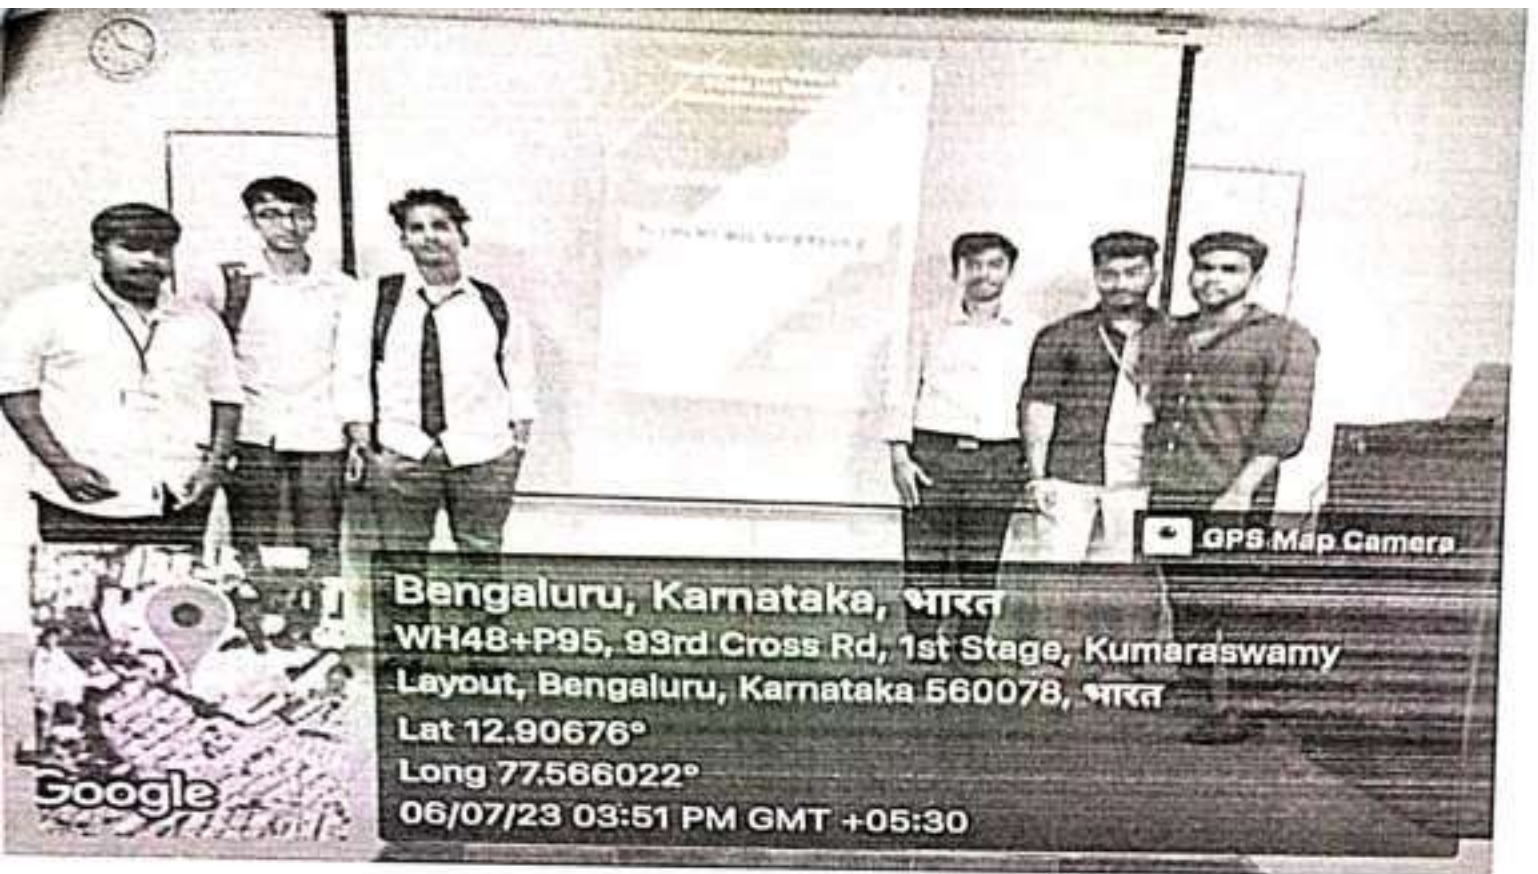 GPS Map Camera
Bengaluru, Karnataka, भारत
WH48+P95, 93rd Cross Rd, 1st Stage, Kumaraswamy
Layout, Bengaluru, Karnataka 560078, भारत
Lat 12.90676°
Long 77.566022°
06/07/23 03:51 PM GMT +05:30
Google